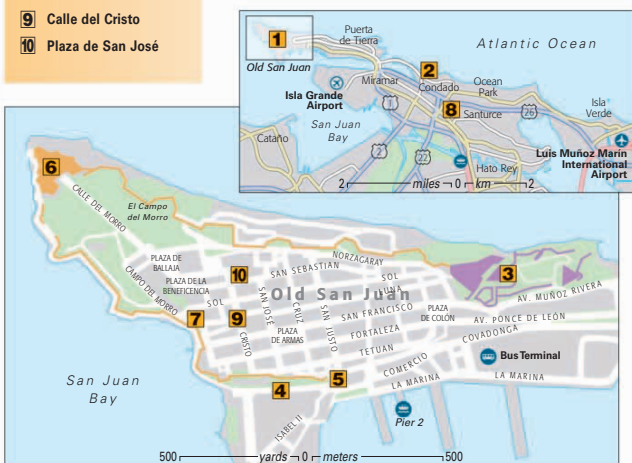 9 Calle del Cristo
10 Plaza de San José
1
Old San Juan
Puerta
de Tierra
Atlantic Ocean
2
Condado
Ocean
Park
Miramar
Isla Grande
Airport
1
8
Santurce
26
Isla
Verde
San Juan
Bay
Cataño
2
22
Hato Rey
Luis Muñoz Marín
International
Airport
2 miles 0 km 2
6
CALLE DEL MORRO
El Campo
del Morro
CAMPO DEL MORRO
PLAZA DE
BALLAJA
PLAZA DE LA
BENEFICENCIA
10
NORZAGARAY
SAN SEBASTIAN
SOL
LUNA
3
SOL
Old San Juan
AV. MUÑOZ RIVERA
7
9
SAN JOSÉ
CRUZ
SAN JUSTO
SAN FRANCISCO
PLAZA
DE COLÓN
AV. PONCE DE LEÓN
CRISTO
PLAZA
DE ARMAS
FORTALEZA
COVADONGA
TETUAN
Bus Terminal
San Juan
Bay
4
5
COMERCIO
LA MARINA
LA MARINA
ISABEL II
Pier 2
500 yards 0 meters 500